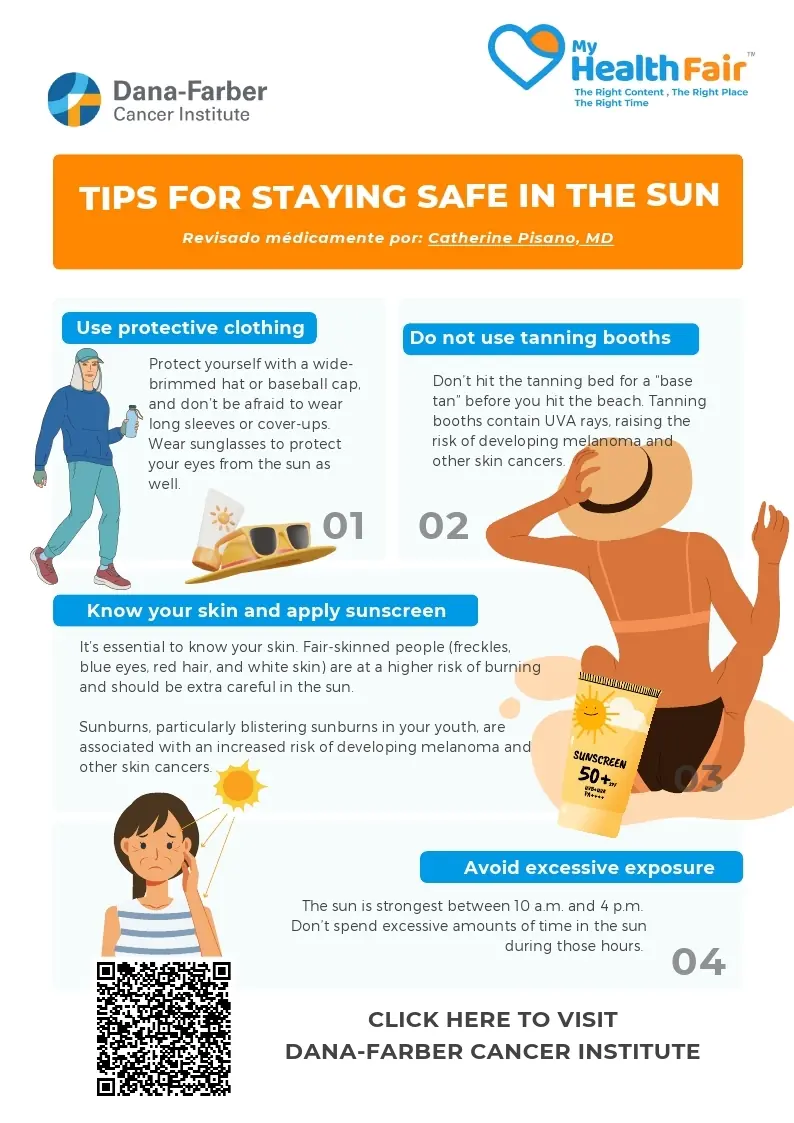 Dana-Farber
Cancer Institute
My
HealthFair™
The Right Content , The Right Place
The Right Time
TIPS FOR STAYING SAFE IN THE SUN
Revisado médicamente por: Catherine Pisano, MD
Use protective clothing
Protect yourself with a wide-
brimmed hat or baseball cap,
and don't be afraid to wear
long sleeves or cover-ups.
Wear sunglasses to protect
your eyes from the sun as
well.
01
Do not use tanning booths
Don't hit the tanning bed for a “base
tan” before you hit the beach. Tanning
booths contain UVA rays, raising the
risk of developing melanoma and
other skin cancers.
02
Know your skin and apply sunscreen
It's essential to know your skin. Fair-skinned people (freckles,
blue eyes, red hair, and white skin) are at a higher risk of burning
and should be extra careful in the sun.
Sunburns, particularly blistering sunburns in your youth, are
associated with an increased risk of developing melanoma and
other skin cancers.
SUNSCREEN
50+ SPF
UVB+UVA
PA++++
03
Avoid excessive exposure
The sun is strongest between 10 a.m. and 4 p.m.
Don't spend excessive amounts of time in the sun
during those hours.
04
CLICK HERE TO VISIT
DANA-FARBER CANCER INSTITUTE